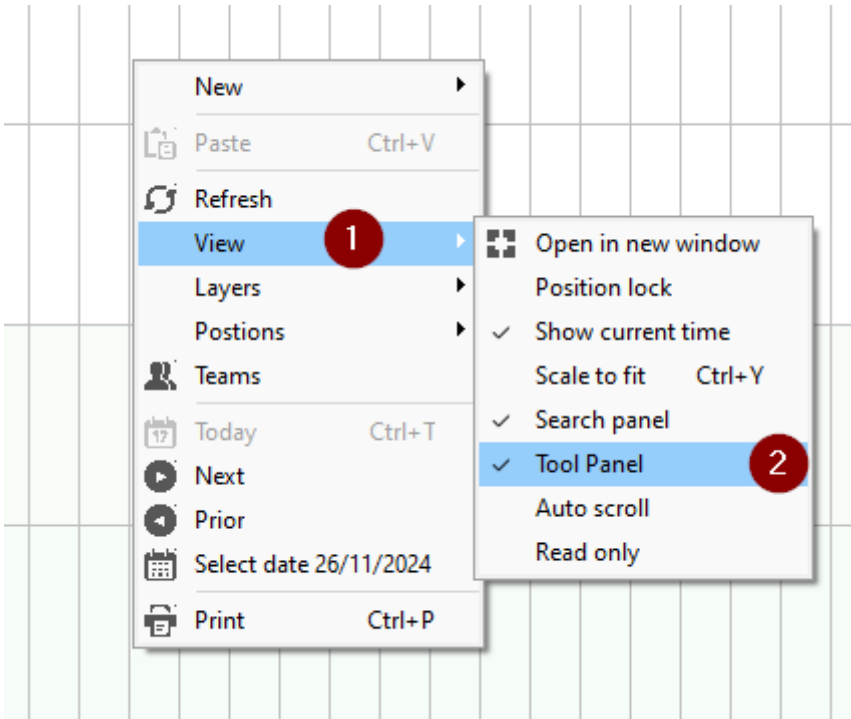 New
Paste Ctrl+V
Refresh
View 1
Layers
Postions
Teams
Today Ctrl+T
17
Next
Prior
Select date 26/11/2024
Print Ctrl+P
Open in new window
Position lock
Show current time
Scale to fit Ctrl+Y
Search panel
Tool Panel 2
Auto scroll
Read only